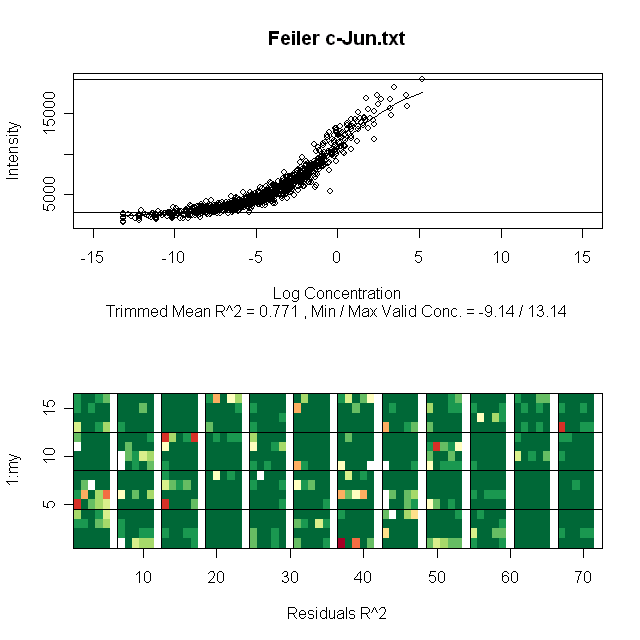 Feiler c-Jun.txt
Intensity
15000
5000
-15 -10 -5 0 5 10 15
Log Concentration
Trimmed Mean R^2 = 0.771 , Min / Max Valid Conc. = -9.14 / 13.14
1:my
15
10
5
10 20 30 40 50 60 70
Residuals R^2